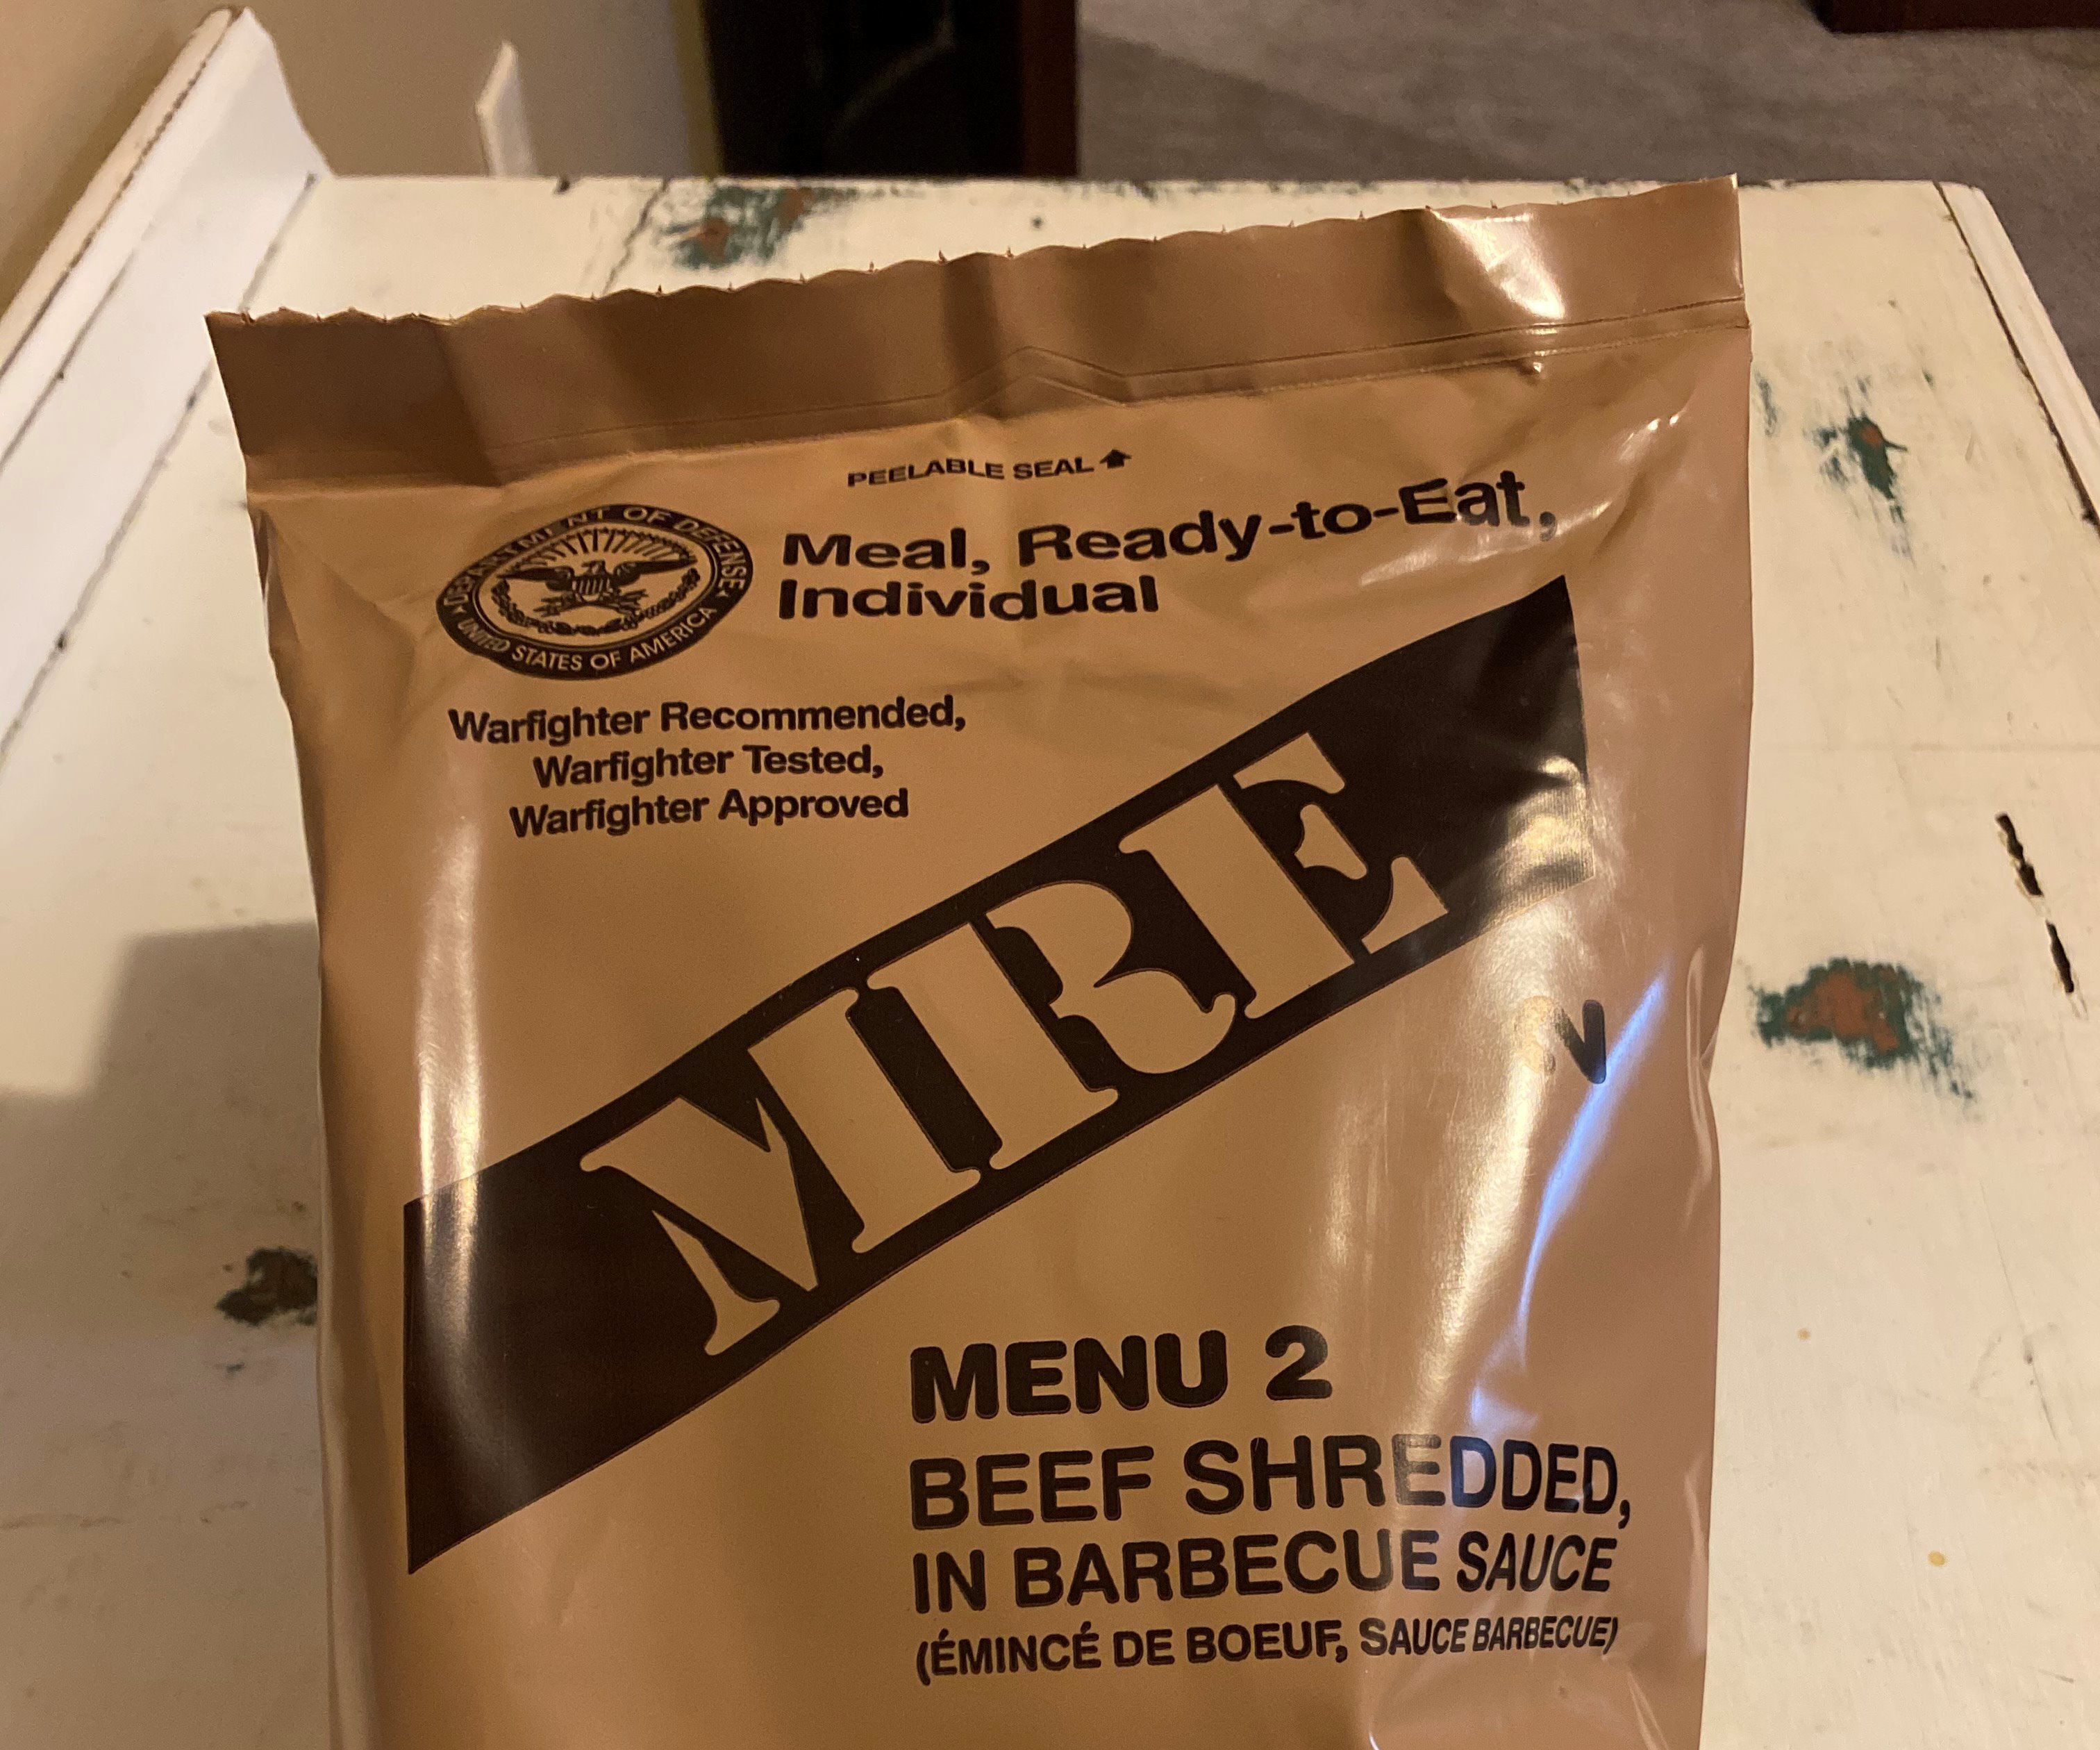 PEELABLE SEAL
DEPARTMENT OF DEFENSE
UNITED STATES OF AMERICA
Meal, Ready-to-Eat,
Individual
Warfighter Recommended,
Warfighter Tested,
Warfighter Approved
MRE
MENU 2
BEEF SHREDDED,
IN BARBECUE SAUCE
(ÉMINCÉ DE BOEUF, SAUCE BARBECUE)